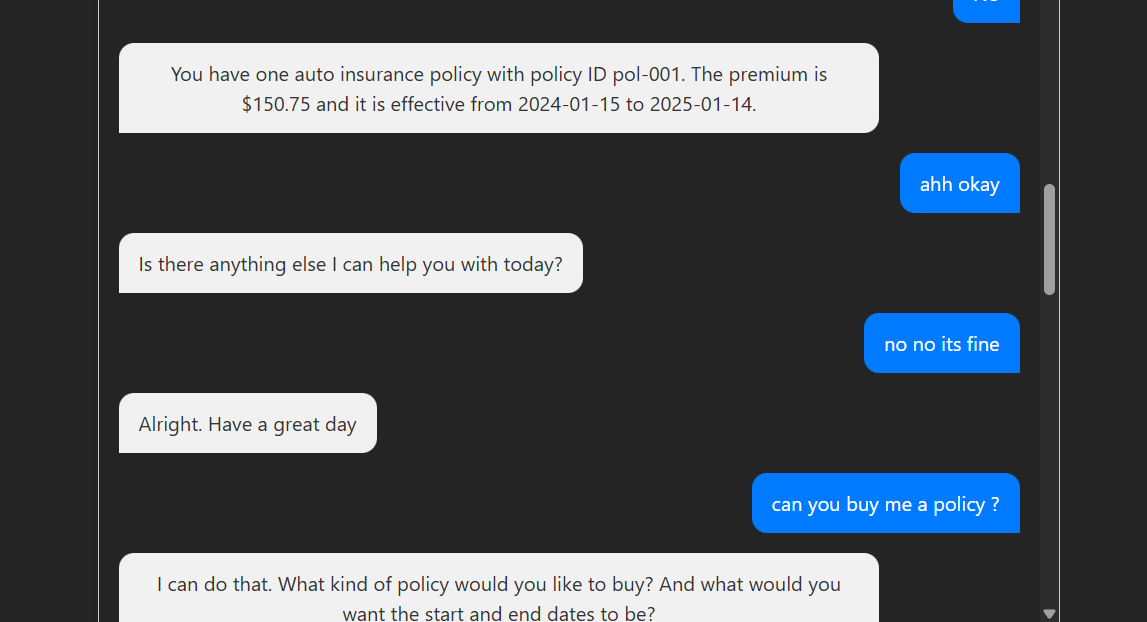 You have one auto insurance policy with policy ID pol-001. The premium is
$150.75 and it is effective from 2024-01-15 to 2025-01-14.
ahh okay
Is there anything else I can help you with today?
no no its fine
Alright. Have a great day
can you buy me a policy ?
I can do that. What kind of policy would you like to buy? And what would you
want the start and end dates to be?